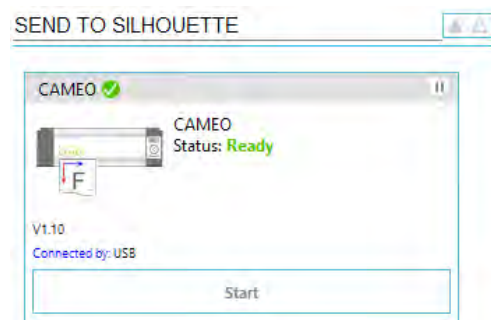 SEND TO SILHOUETTE
CAMEO
CAMEO
Status: Ready
F
V1.10
Connected by: USB
Start